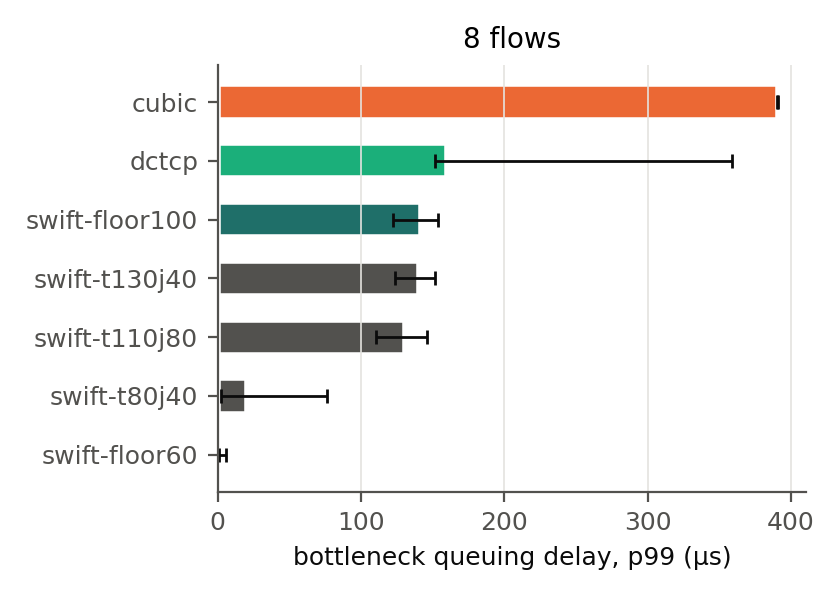 8 flows
cubic
dctcp
swift-floor100
swift-t130j40
swift-t110j80
swift-t80j40
swift-floor60
0 100 200 300 400
bottleneck queuing delay, p99 (µs)